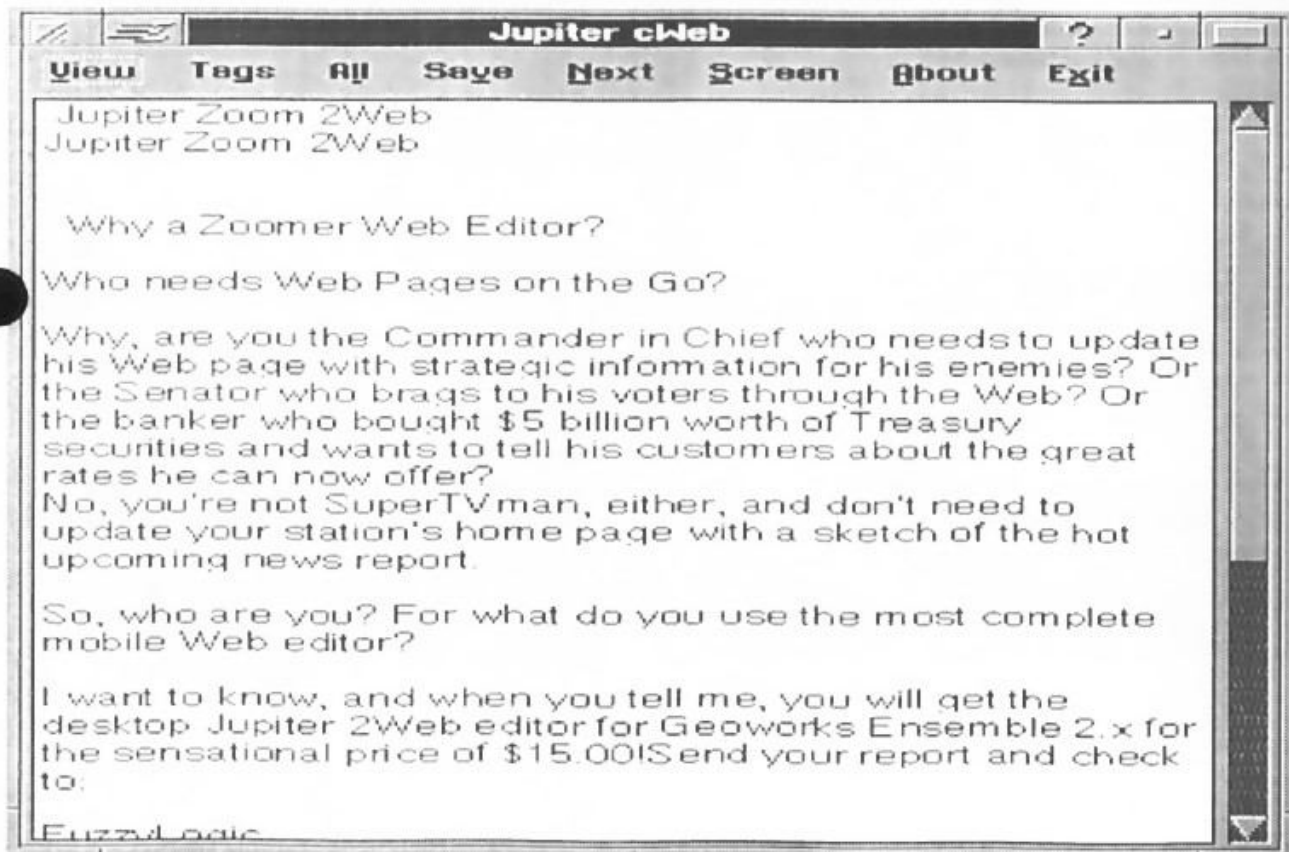 Jupiter cWeb
?
View Tags All Save Next Screen About Exit
Jupiter Zoom 2Web
Jupiter Zoom 2Web
Why a Zoomer Web Editor?
Who needs Web Pages on the Go?
Why, are you the Commander in Chief who needs to update
his Web page with strategic information for his enemies? Or
the Senator who brags to his voters through the Web? Or
the banker who bought $5 billion worth of Treasury
securities and wants to tell his customers about the great
rates he can now offer?
No, you're not SuperTVman, either, and don't need to
update your station's home page with a sketch of the hot
upcoming news report.
So, who are you? For what do you use the most complete
mobile Web editor?
I want to know, and when you tell me, you will get the
desktop Jupiter 2Web editor for Geoworks Ensemble 2.x for
the sensational price of $15.00!Send your report and check
to:
FuzzyLogic